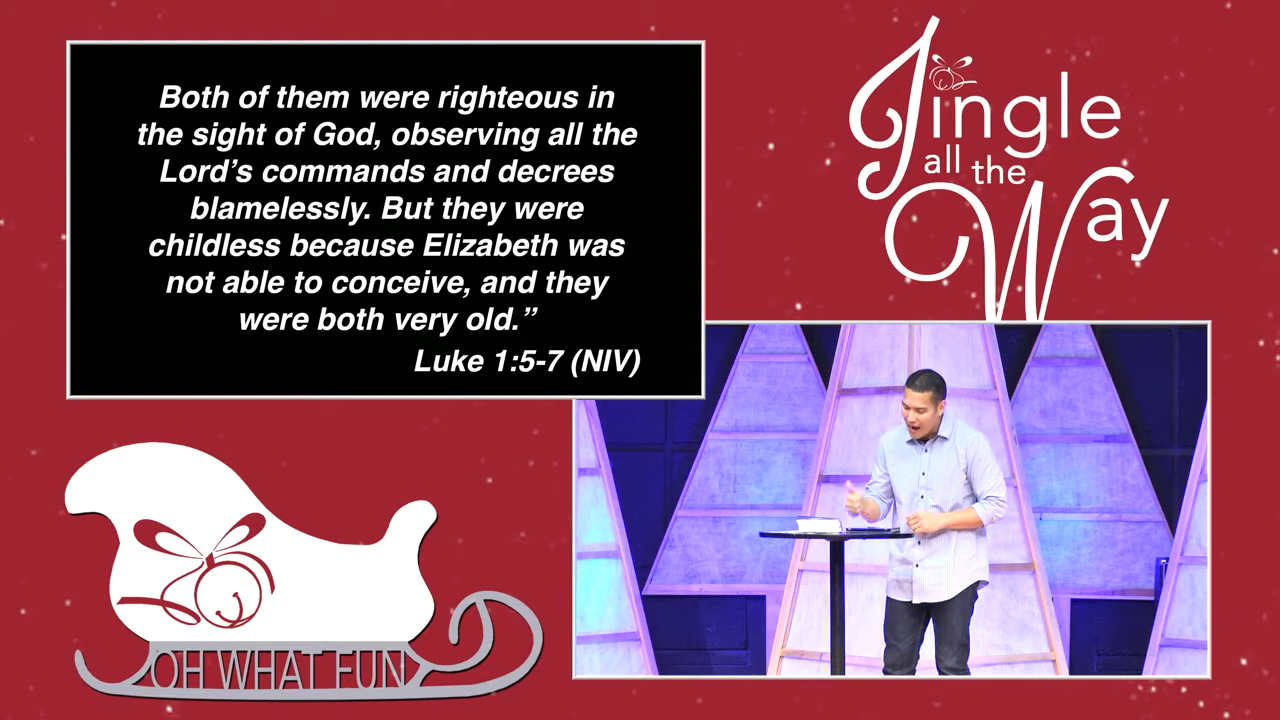 Both of them were righteous in
the sight of God, observing all the
Lord’s commands and decrees
blamelessly. But they were
childless because Elizabeth was
not able to conceive, and they
were both very old.”
Luke 1:5-7 (NIV)
Jingle
all the
Way
OH WHAT FUN